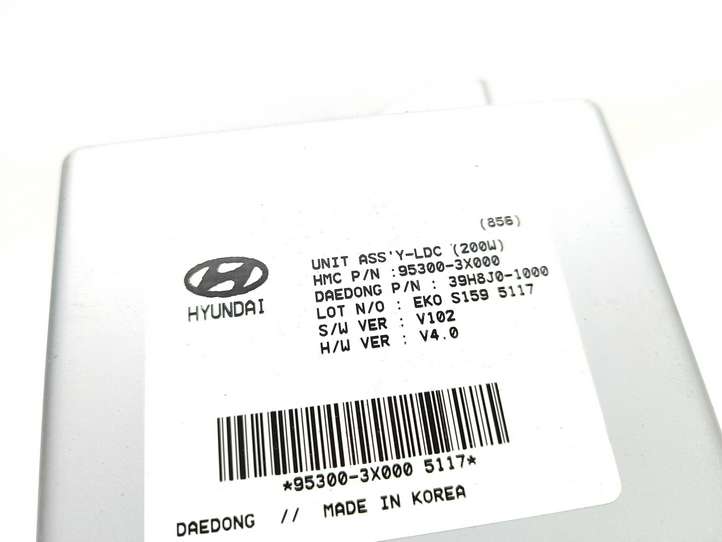 (856)
UNIT ASS'Y-LDC (200W)
HMC P/N :95300-3X000
DAEDONG P/N : 39H8J0-1000
LOT N/O : EKO S159 5117
S/W VER : V102
H/W VER : V4.0
HYUNDAI
*95300-3X000 5117*
DAEDONG // MADE IN KOREA